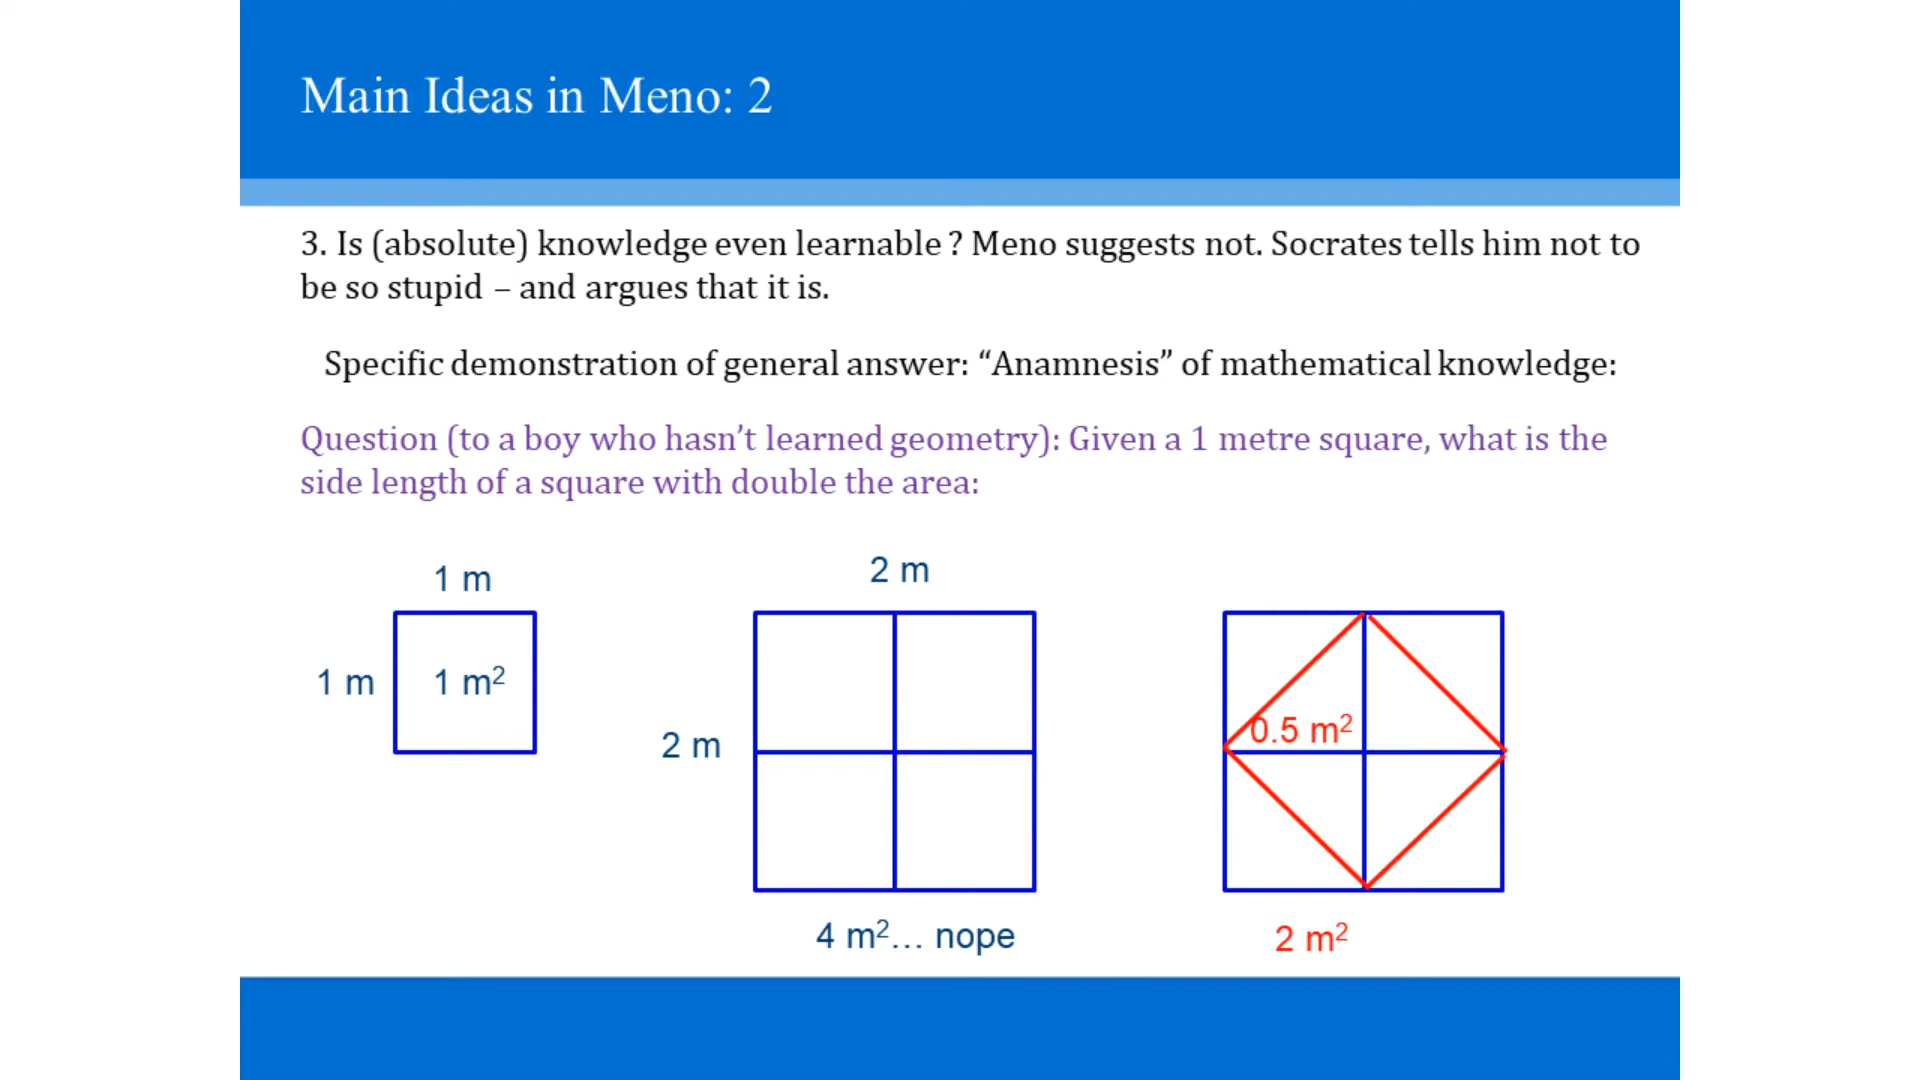 Main Ideas in Meno: 2
3. Is (absolute) knowledge even learnable ? Meno suggests not. Socrates tells him not to
be so stupid – and argues that it is.
Specific demonstration of general answer: “Anamnesis” of mathematical knowledge:
Question (to a boy who hasn’t learned geometry): Given a 1 metre square, what is the
side length of a square with double the area:
1 m
1 m
1 m²
2 m
2 m
4 m²… nope
0.5 m²
2 m²